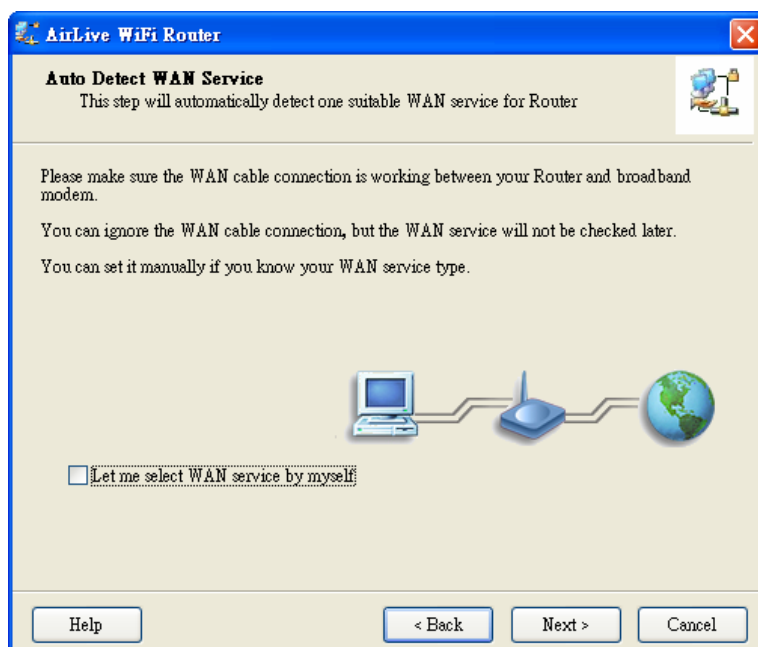 AirLive WiFi Router
Auto Detect WAN Service
This step will automatically detect one suitable WAN service for Router
Please make sure the WAN cable connection is working between your Router and broadband
modem.
You can ignore the WAN cable connection, but the WAN service will not be checked later.
You can set it manually if you know your WAN service type.
Let me select WAN service by myself
Help
< Back
Next >
Cancel